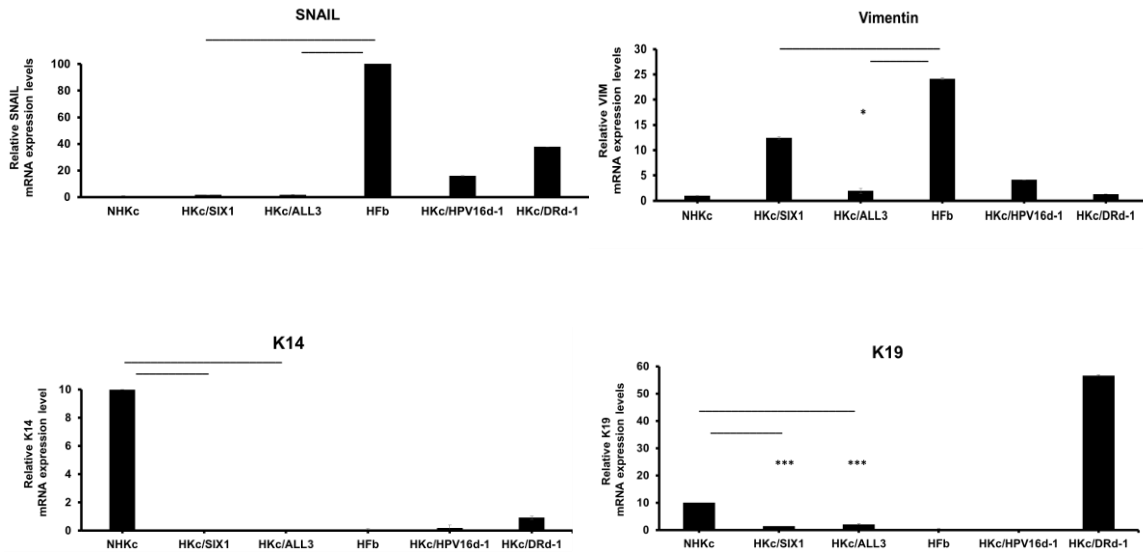 SNAIL
Relative SNAIL
mRNA expression levels
100
80
60
40
20
0
NHKc HKc/SIX1 HKc/ALL3 HFb HKc/HPV16d-1 HKc/DRd-1
Vimentin
Relative VIM
mRNA expression levels
30
25
20
15
10
5
0
*
NHKc HKc/SIX1 HKc/ALL3 HFb HKc/HPV16d-1 HKc/DRd-1
K14
Relative K14
mRNA expression level
10
8
6
4
2
0
NHKc HKc/SIX1 HKc/ALL3 HFb HKc/HPV16d-1 HKc/DRd-1
K19
Relative K19
mRNA expression levels
60
50
40
30
20
10
0
*** ***
NHKc HKc/SIX1 HKc/ALL3 HFb HKc/HPV16d-1 HKc/DRd-1